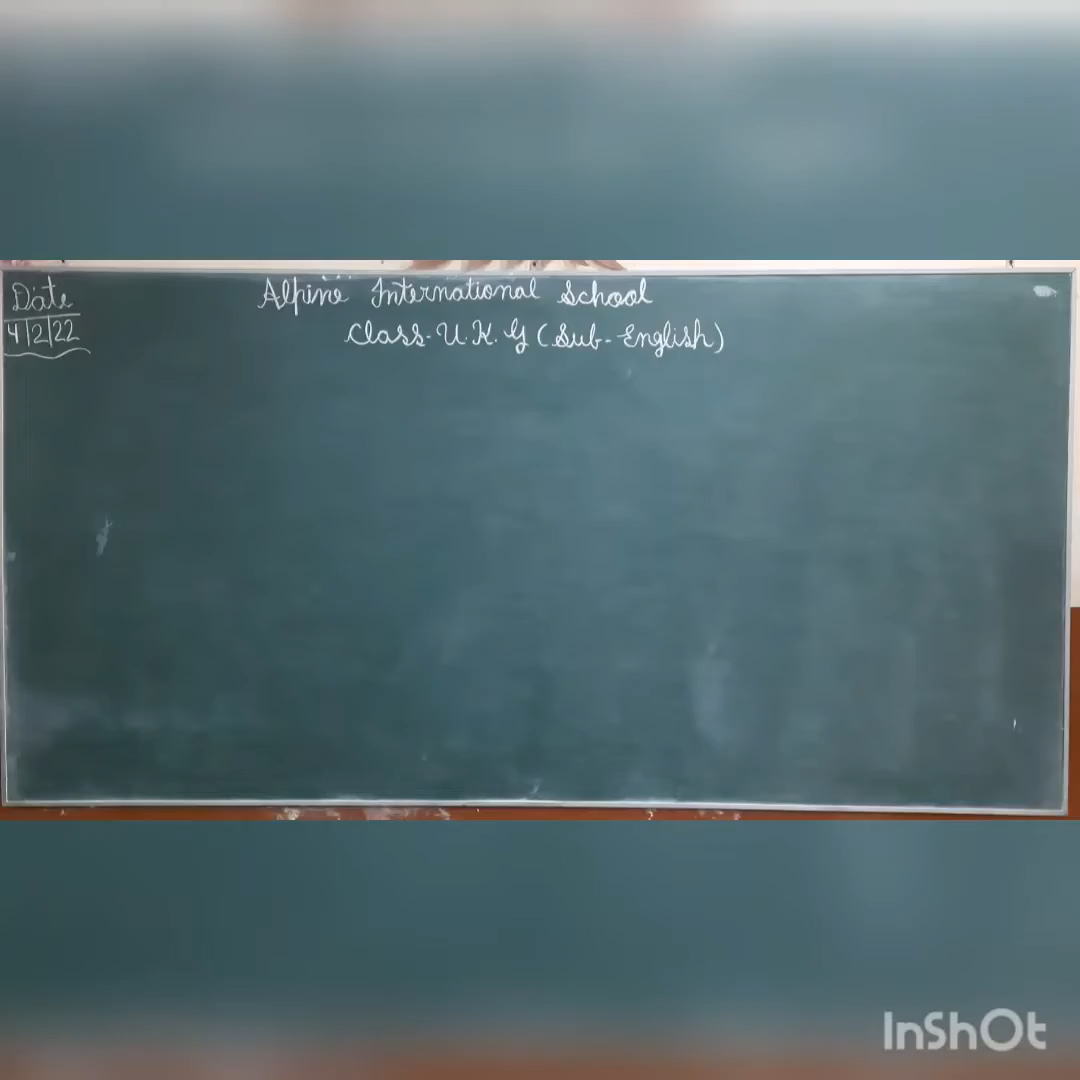 Date
4|2|22
Alpine International School
Class-U.K.G (Sub-English)
InShOt